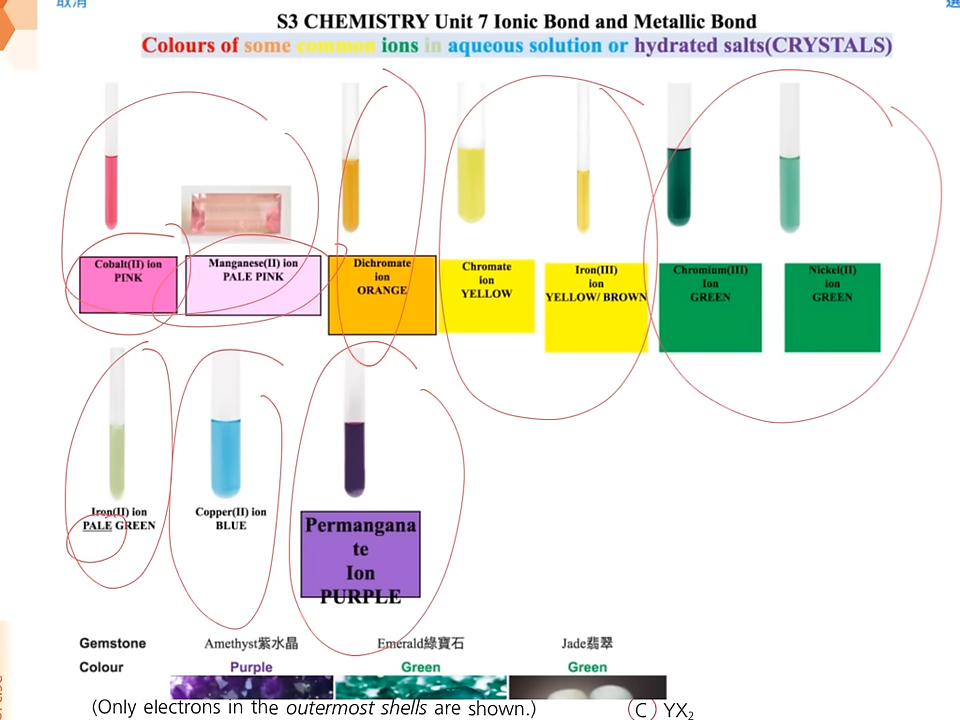 取消
選
S3 CHEMISTRY Unit 7 Ionic Bond and Metallic Bond
Colours of some common ions in aqueous solution or hydrated salts(CRYSTALS)
Cobalt(II) ion
PINK
Manganese(II) ion
PALE PINK
Dichromate
ion
ORANGE
Chromate
ion
YELLOW
Iron(III)
ion
YELLOW/ BROWN
Chromium(III)
Ion
GREEN
Nickel(II)
ion
GREEN
Iron(II) ion
PALE GREEN
Copper(II) ion
BLUE
Permangana
te
Ion
PURPLE
Gemstone Amethyst紫水晶 Emerald綠寶石 Jade翡翠
Colour Purple Green Green
(Only electrons in the outermost shells are shown.) C YX₂